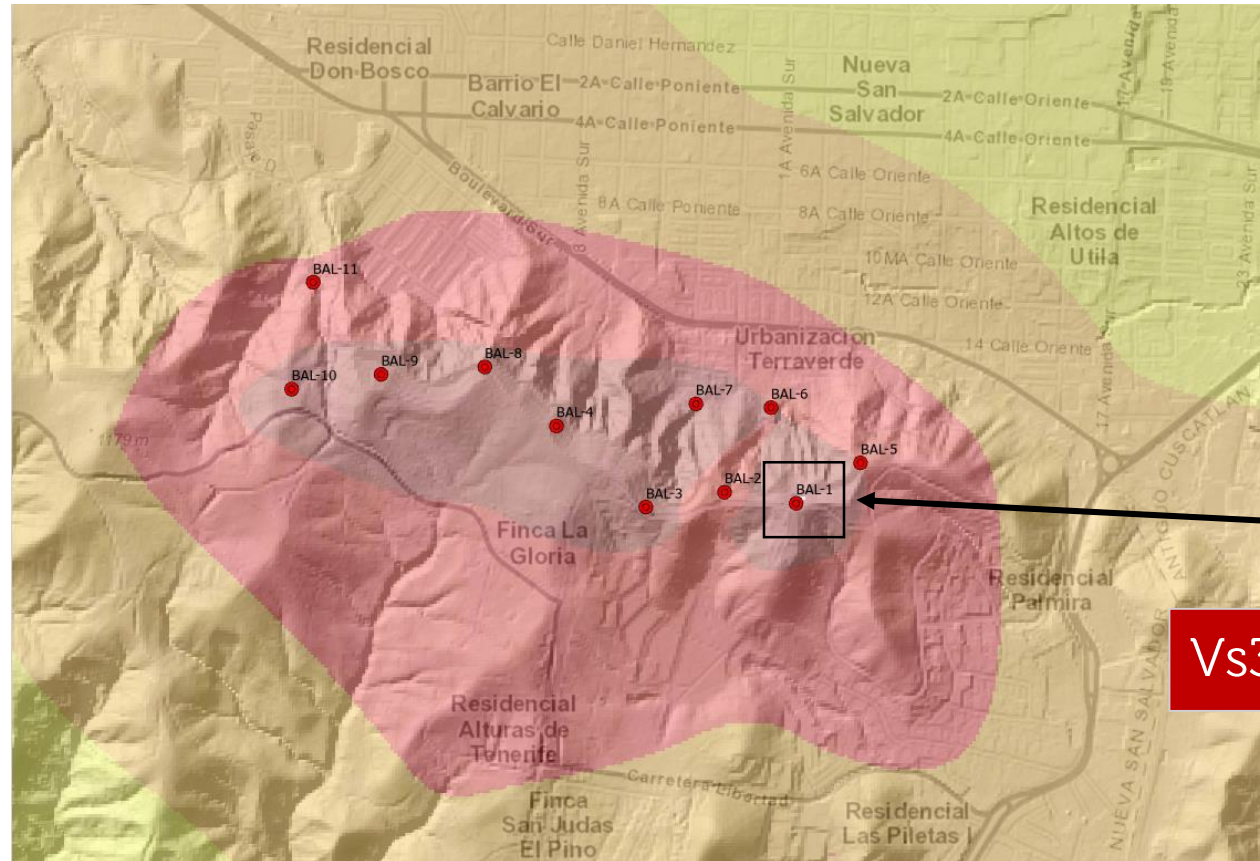 Residencial
Don Bosco
Calle Daniel Hernandez
Barrio El
Calvario
2A Calle Poniente
Nueva
San
Salvador
2A Calle Oriente
17 Avenida
19 Avenida
4A Calle Poniente
4A Calle Oriente
1A Avenida Sur
6A Calle Oriente
Boulevard Sur
8 Avenida Sur
8A Calle Poniente
8A Calle Oriente
Residencial
Altos de
Utila
23 Avenida Sur
10MA Calle Oriente
12A Calle Oriente
BAL-11
Urbanización
Terraverde
14 Calle Oriente
17 Avenida
BAL-8
BAL-9
BAL-10
BAL-7
BAL-6
BAL-4
1179 m
BAL-5
ANTIGUO CUSCATLAN
BAL-2
BAL-1
BAL-3
Finca La
Gloria
Residencial
Palmira
Vs3
NUEVA SAN SALVADOR
Residencial
Alturas de
Tenerife
Carretera Libertad
Finca
San Judas
El Pino
Residencial
Las Piletas I